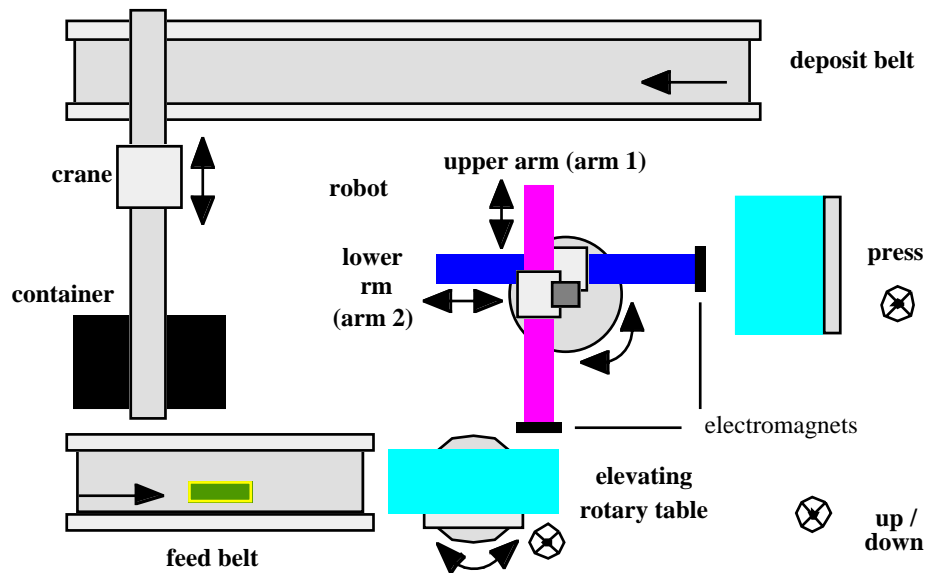 deposit belt
upper arm (arm 1)
crane
robot
lower
rm
(arm 2)
press
container
electromagnets
elevating
rotary table
up /
down
feed belt